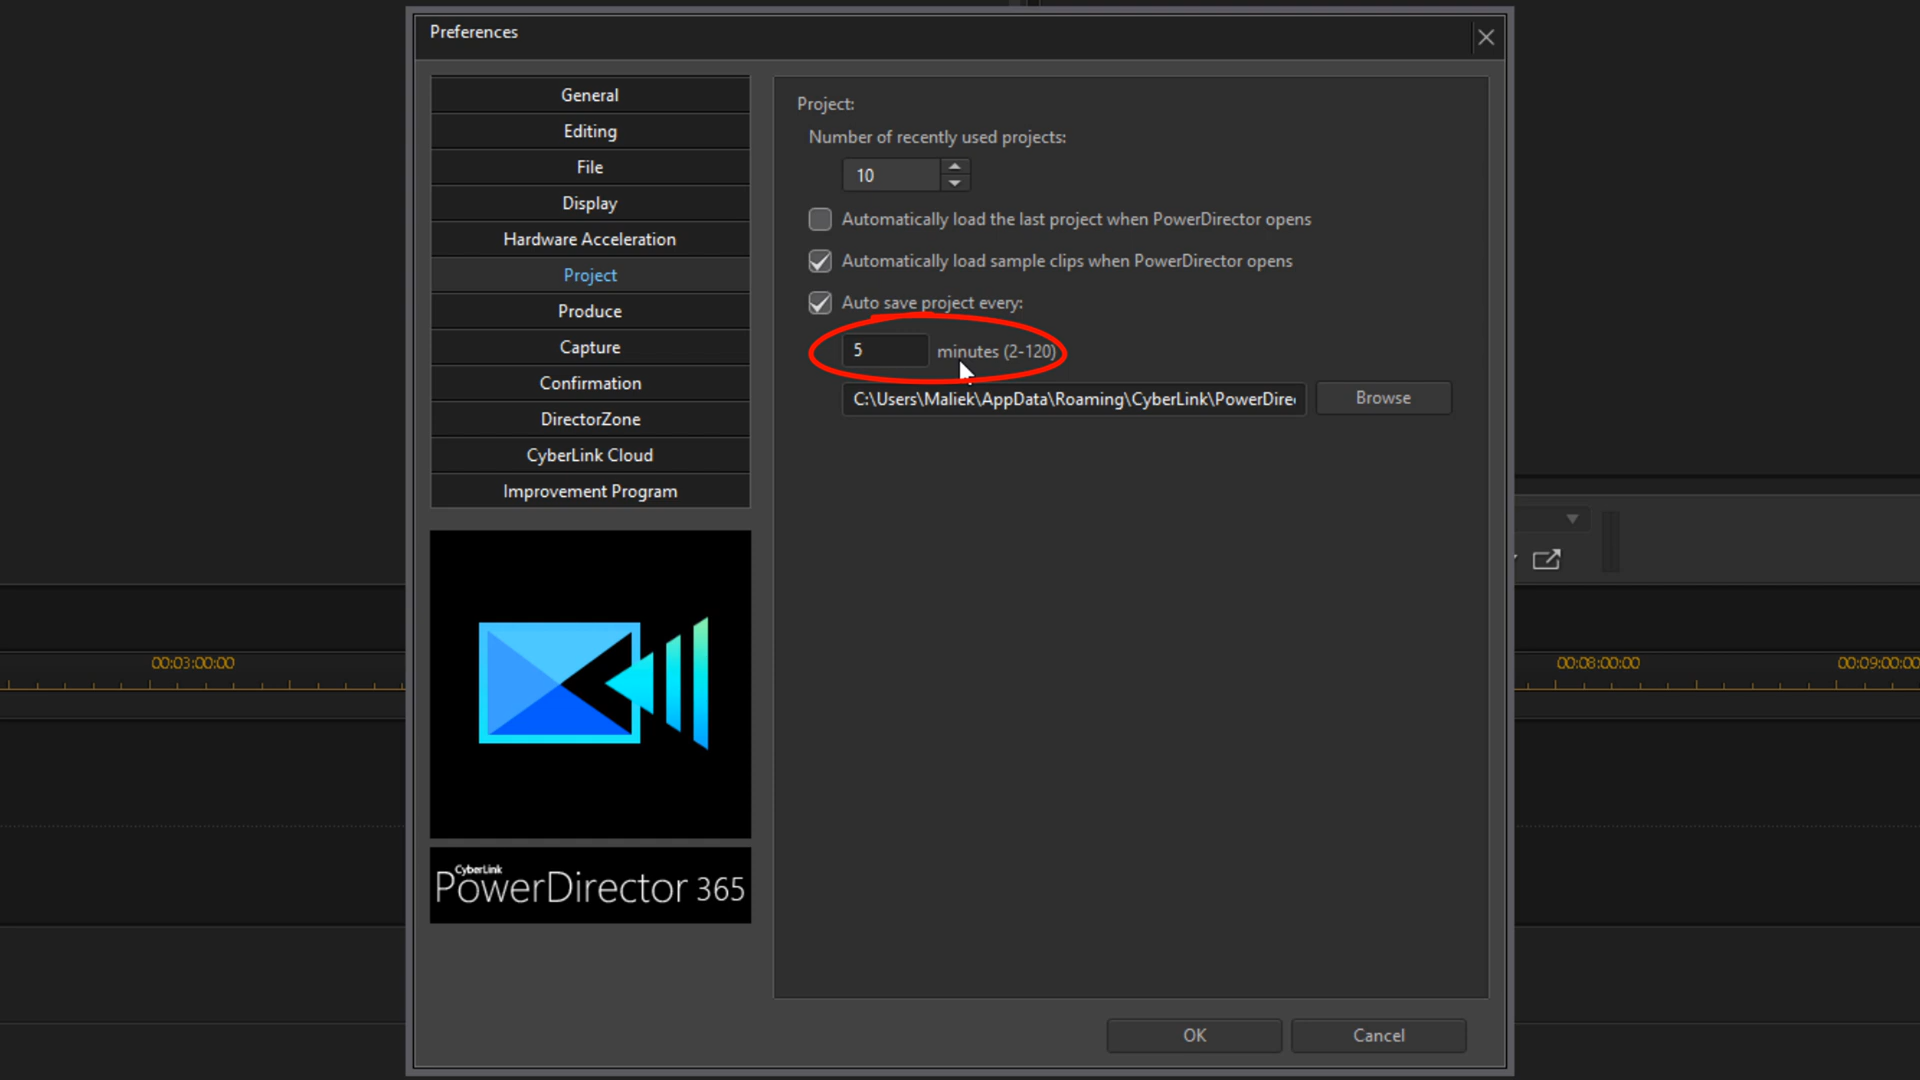 Preferences
General
Editing
File
Display
Hardware Acceleration
Project
Produce
Capture
Confirmation
DirectorZone
CyberLink Cloud
Improvement Program
CyberLink
PowerDirector 365
Project:
Number of recently used projects:
10
Automatically load the last project when PowerDirector opens
Automatically load sample clips when PowerDirector opens
Auto save project every:
5 minutes (2-120)
C:\Users\Maliek\AppData\Roaming\CyberLink\PowerDire
Browse
OK Cancel
00:03:00:00
00:08:00:00
00:09:00:00